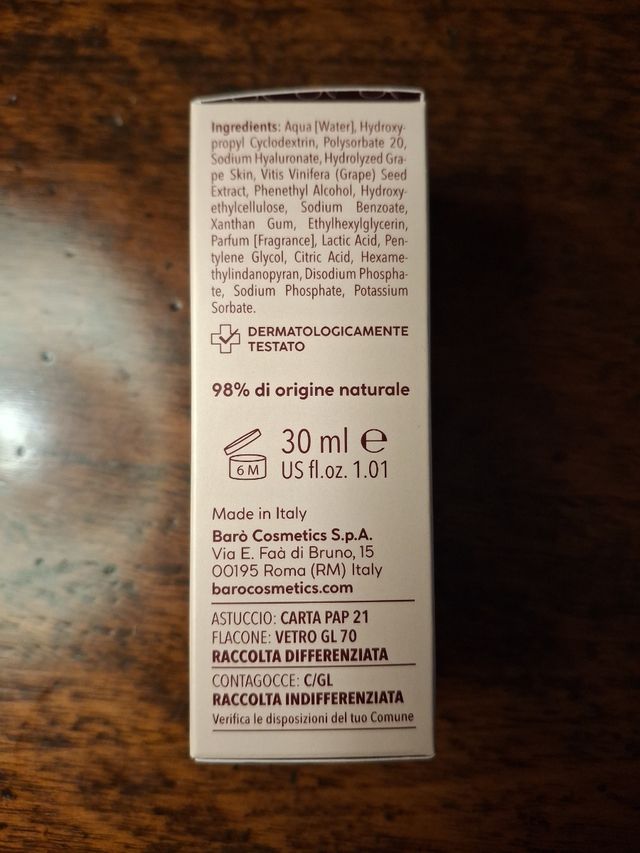 Ingredients: Aqua [Water], Hydroxy-
propyl Cyclodextrin, Polysorbate 20,
Sodium Hyaluronate, Hydrolyzed Gra-
pe Skin, Vitis Vinifera (Grape) Seed
Extract, Phenethyl Alcohol, Hydroxy-
ethylcellulose, Sodium Benzoate,
Xanthan Gum, Ethylhexylglycerin,
Parfum [Fragrance], Lactic Acid, Pen-
tylene Glycol, Citric Acid, Hexame-
thylindanopyran, Disodium Phospha-
te, Sodium Phosphate, Potassium
Sorbate.
DERMATOLOGICAMENTE
TESTATO
98% di origine naturale
6 M
30 ml ℮
US fl.oz. 1.01
Made in Italy
Barò Cosmetics S.p.A.
Via E. Faà di Bruno, 15
00195 Roma (RM) Italy
barocosmetics.com
ASTUCCIO: CARTA PAP 21
FLACONE: VETRO GL 70
RACCOLTA DIFFERENZIATA
CONTAGOCCE: C/GL
RACCOLTA INDIFFERENZIATA
Verifica le disposizioni del tuo Comune